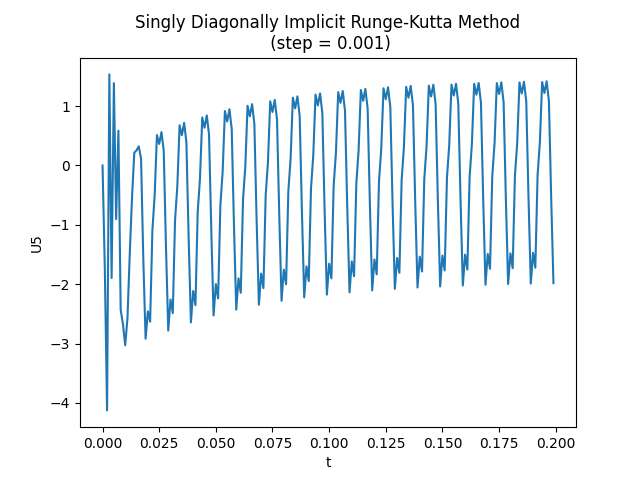 Singly Diagonally Implicit Runge-Kutta Method
(step = 0.001)
1
0
−1
−2
−3
−4
U5
0.000 0.025 0.050 0.075 0.100 0.125 0.150 0.175 0.200
t